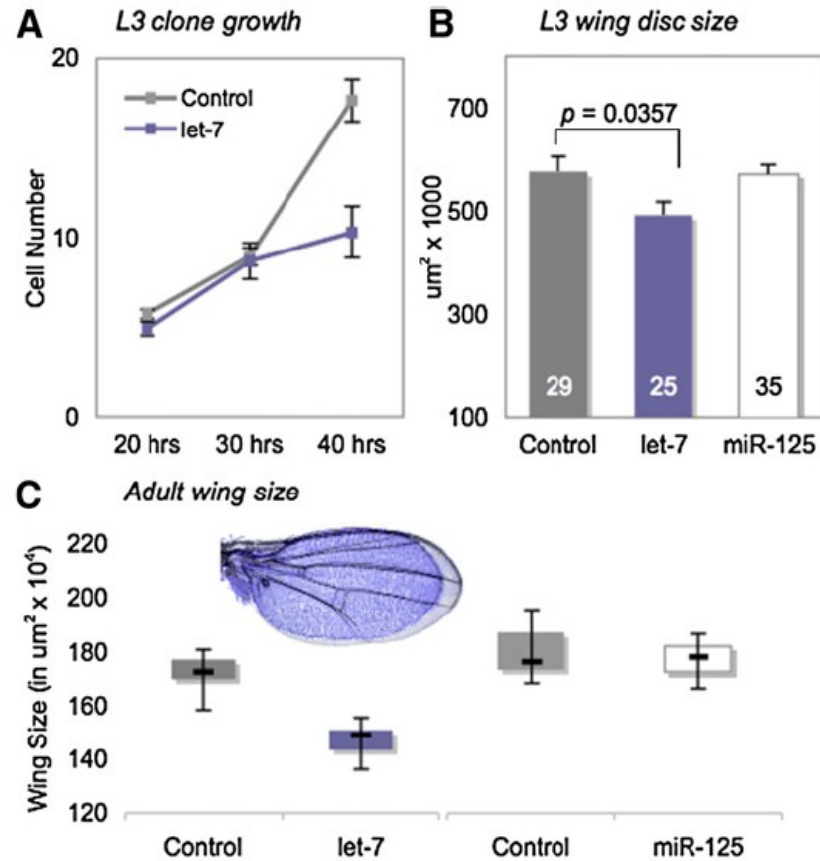 A L3 clone growth
20
Control
let-7
10
0
Cell Number
20 hrs 30 hrs 40 hrs
B L3 wing disc size
700
p = 0.0357
500
300
100
um² x 1000
29 25 35
Control let-7 miR-125
C Adult wing size
220
200
180
160
140
120
Wing Size (in um² x 10⁴)
Control let-7 Control miR-125